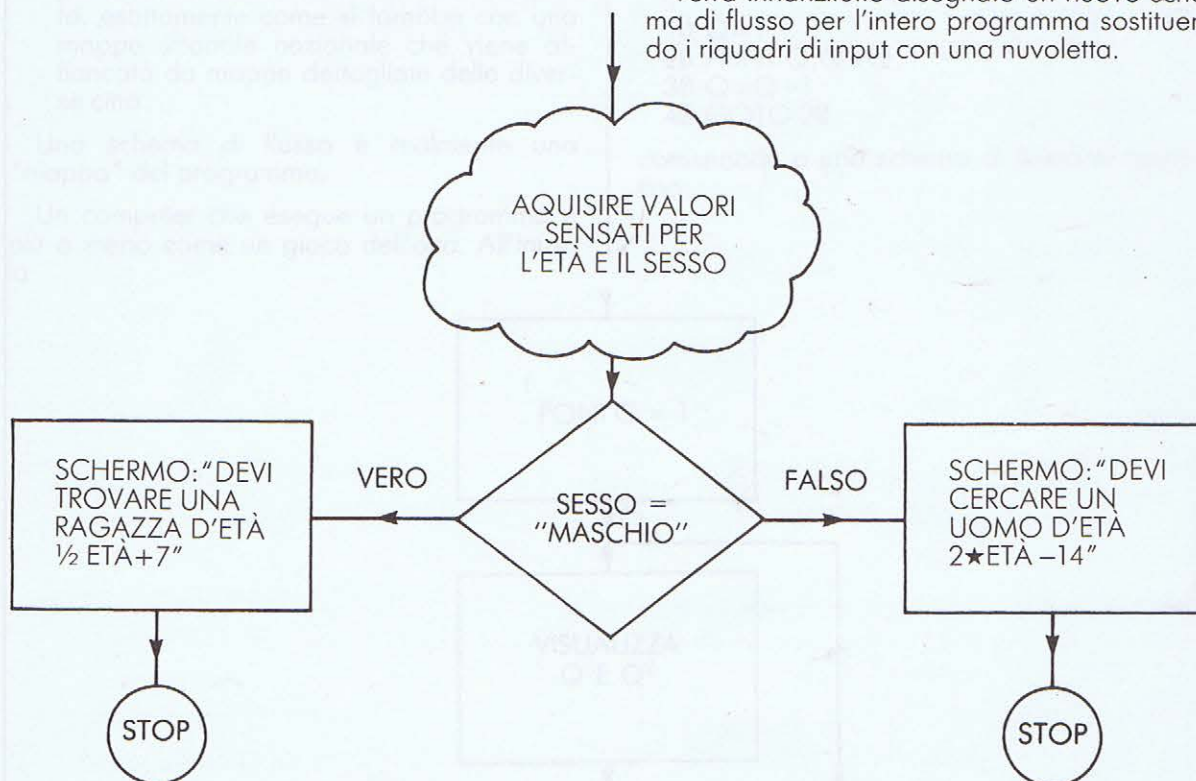 ma di flusso per l'intero programma sostituen
do i riquadri di input con una nuvoletta.
AQUISIRE VALORI
SENSATI PER
L'ETÀ E IL SESSO
SCHERMO: "DEVI
TROVARE UNA
RAGAZZA D'ETÀ
½ ETÀ+7"
VERO
SESSO =
"MASCHIO"
FALSO
SCHERMO: "DEVI
CERCARE UN
UOMO D'ETÀ
2★ETÀ –14"
STOP
STOP